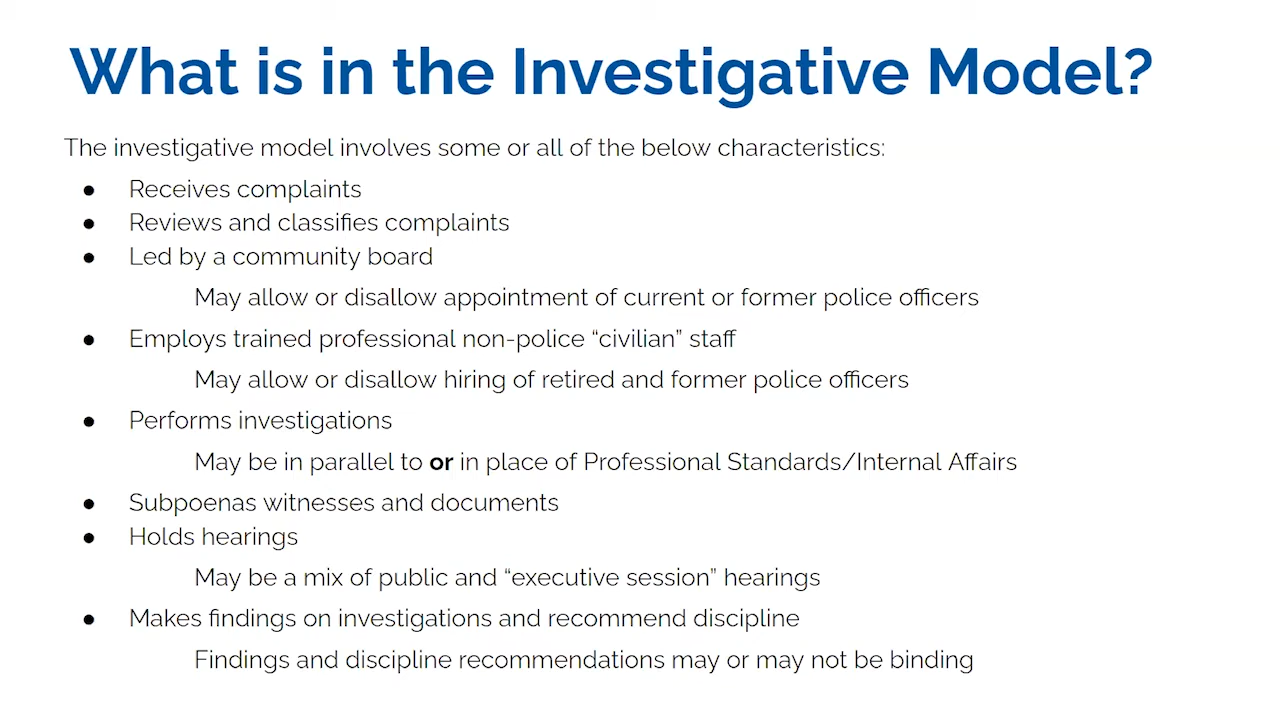 What is in the Investigative Model?
The investigative model involves some or all of the below characteristics:
● Receives complaints
● Reviews and classifies complaints
● Led by a community board
May allow or disallow appointment of current or former police officers
● Employs trained professional non-police “civilian” staff
May allow or disallow hiring of retired and former police officers
● Performs investigations
May be in parallel to or in place of Professional Standards/Internal Affairs
● Subpoenas witnesses and documents
● Holds hearings
May be a mix of public and “executive session” hearings
● Makes findings on investigations and recommend discipline
Findings and discipline recommendations may or may not be binding